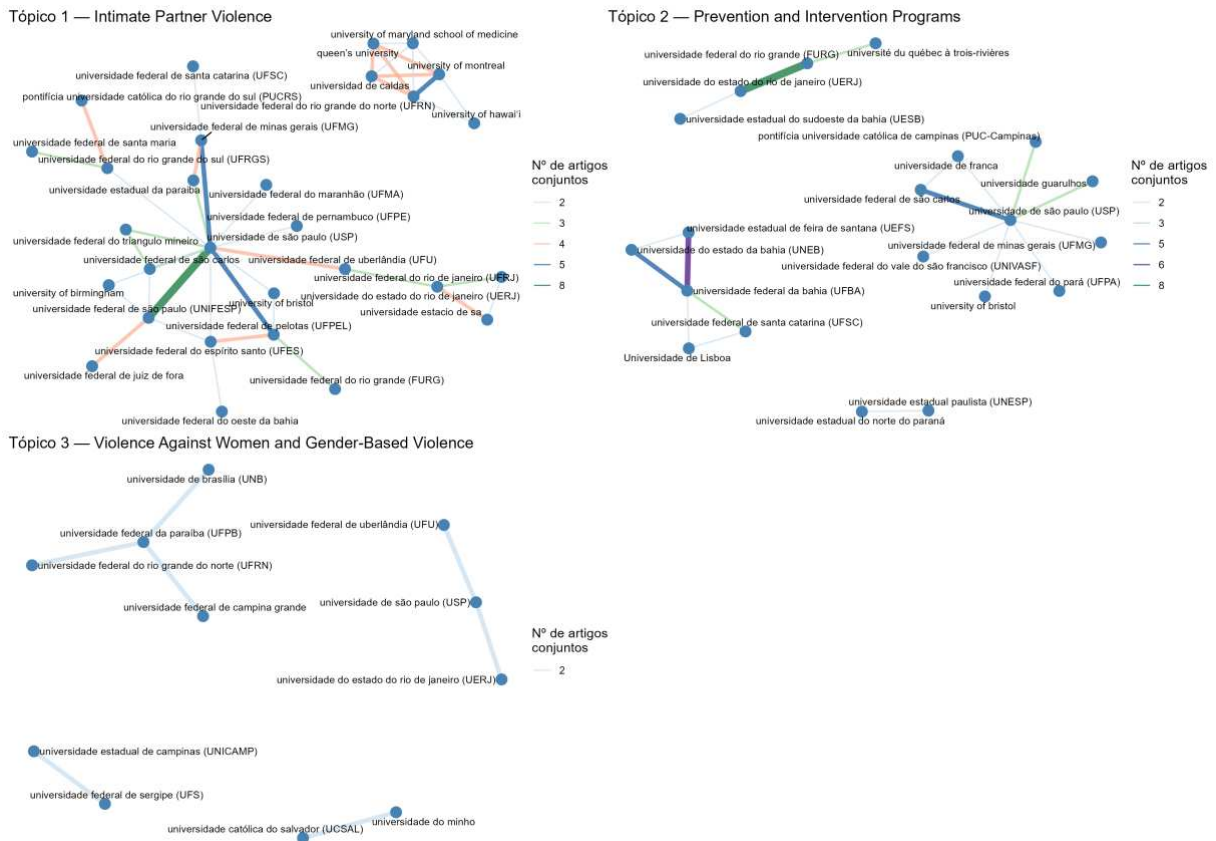 Tópico 1 — Intimate Partner Violence
university of maryland school of medicine
queen's university
university of montreal
universidade federal de santa catarina (UFSC)
universidad de caldas
pontifícia universidade católica do rio grande do sul (PUCRS)
universidade federal do rio grande do norte (UFRN)
university of hawai'i
universidade federal de minas gerais (UFMG)
universidade federal de santa maria
universidade federal do rio grande do sul (UFRGS)
universidade estadual da paraiba
universidade federal do maranhão (UFMA)
universidade federal de pernambuco (UFPE)
universidade de são paulo (USP)
universidade federal do triangulo mineiro
universidade federal de são carlos
universidade federal de uberlândia (UFU)
universidade federal do rio de janeiro (UFRJ)
university of birmingham
universidade do estado do rio de janeiro (UERJ)
university of bristol
universidade federal de são paulo (UNIFESP)
universidade estacio de sa
universidade federal de pelotas (UFPEL)
universidade federal do espírito santo (UFES)
universidade federal de juiz de fora
universidade federal do rio grande (FURG)
universidade federal do oeste da bahia
Nº de artigos
conjuntos
2
3
4
5
8
Tópico 2 — Prevention and Intervention Programs
universidade federal do rio grande (FURG)
université du québec à trois-rivières
universidade do estado do rio de janeiro (UERJ)
universidade estadual do sudoeste da bahia (UESB)
pontifícia universidade católica de campinas (PUC-Campinas)
universidade de franca
universidade guarulhos
universidade federal de são carlos
universidade de são paulo (USP)
universidade estadual de feira de santana (UEFS)
universidade do estado da bahia (UNEB)
universidade federal de minas gerais (UFMG)
universidade federal do vale do são francisco (UNIVASF)
universidade federal da bahia (UFBA)
universidade federal do pará (UFPA)
university of bristol
universidade federal de santa catarina (UFSC)
Universidade de Lisboa
universidade estadual paulista (UNESP)
universidade estadual do norte do paraná
Nº de artigos
conjuntos
2
3
5
6
8
Tópico 3 — Violence Against Women and Gender-Based Violence
universidade de brasília (UNB)
universidade federal de uberlândia (UFU)
universidade federal da paraíba (UFPB)
universidade federal do rio grande do norte (UFRN)
universidade federal de campina grande
universidade de são paulo (USP)
universidade do estado do rio de janeiro (UERJ)
universidade estadual de campinas (UNICAMP)
universidade federal de sergipe (UFS)
universidade do minho
universidade católica do salvador (UCSAL)
Nº de artigos
conjuntos
2